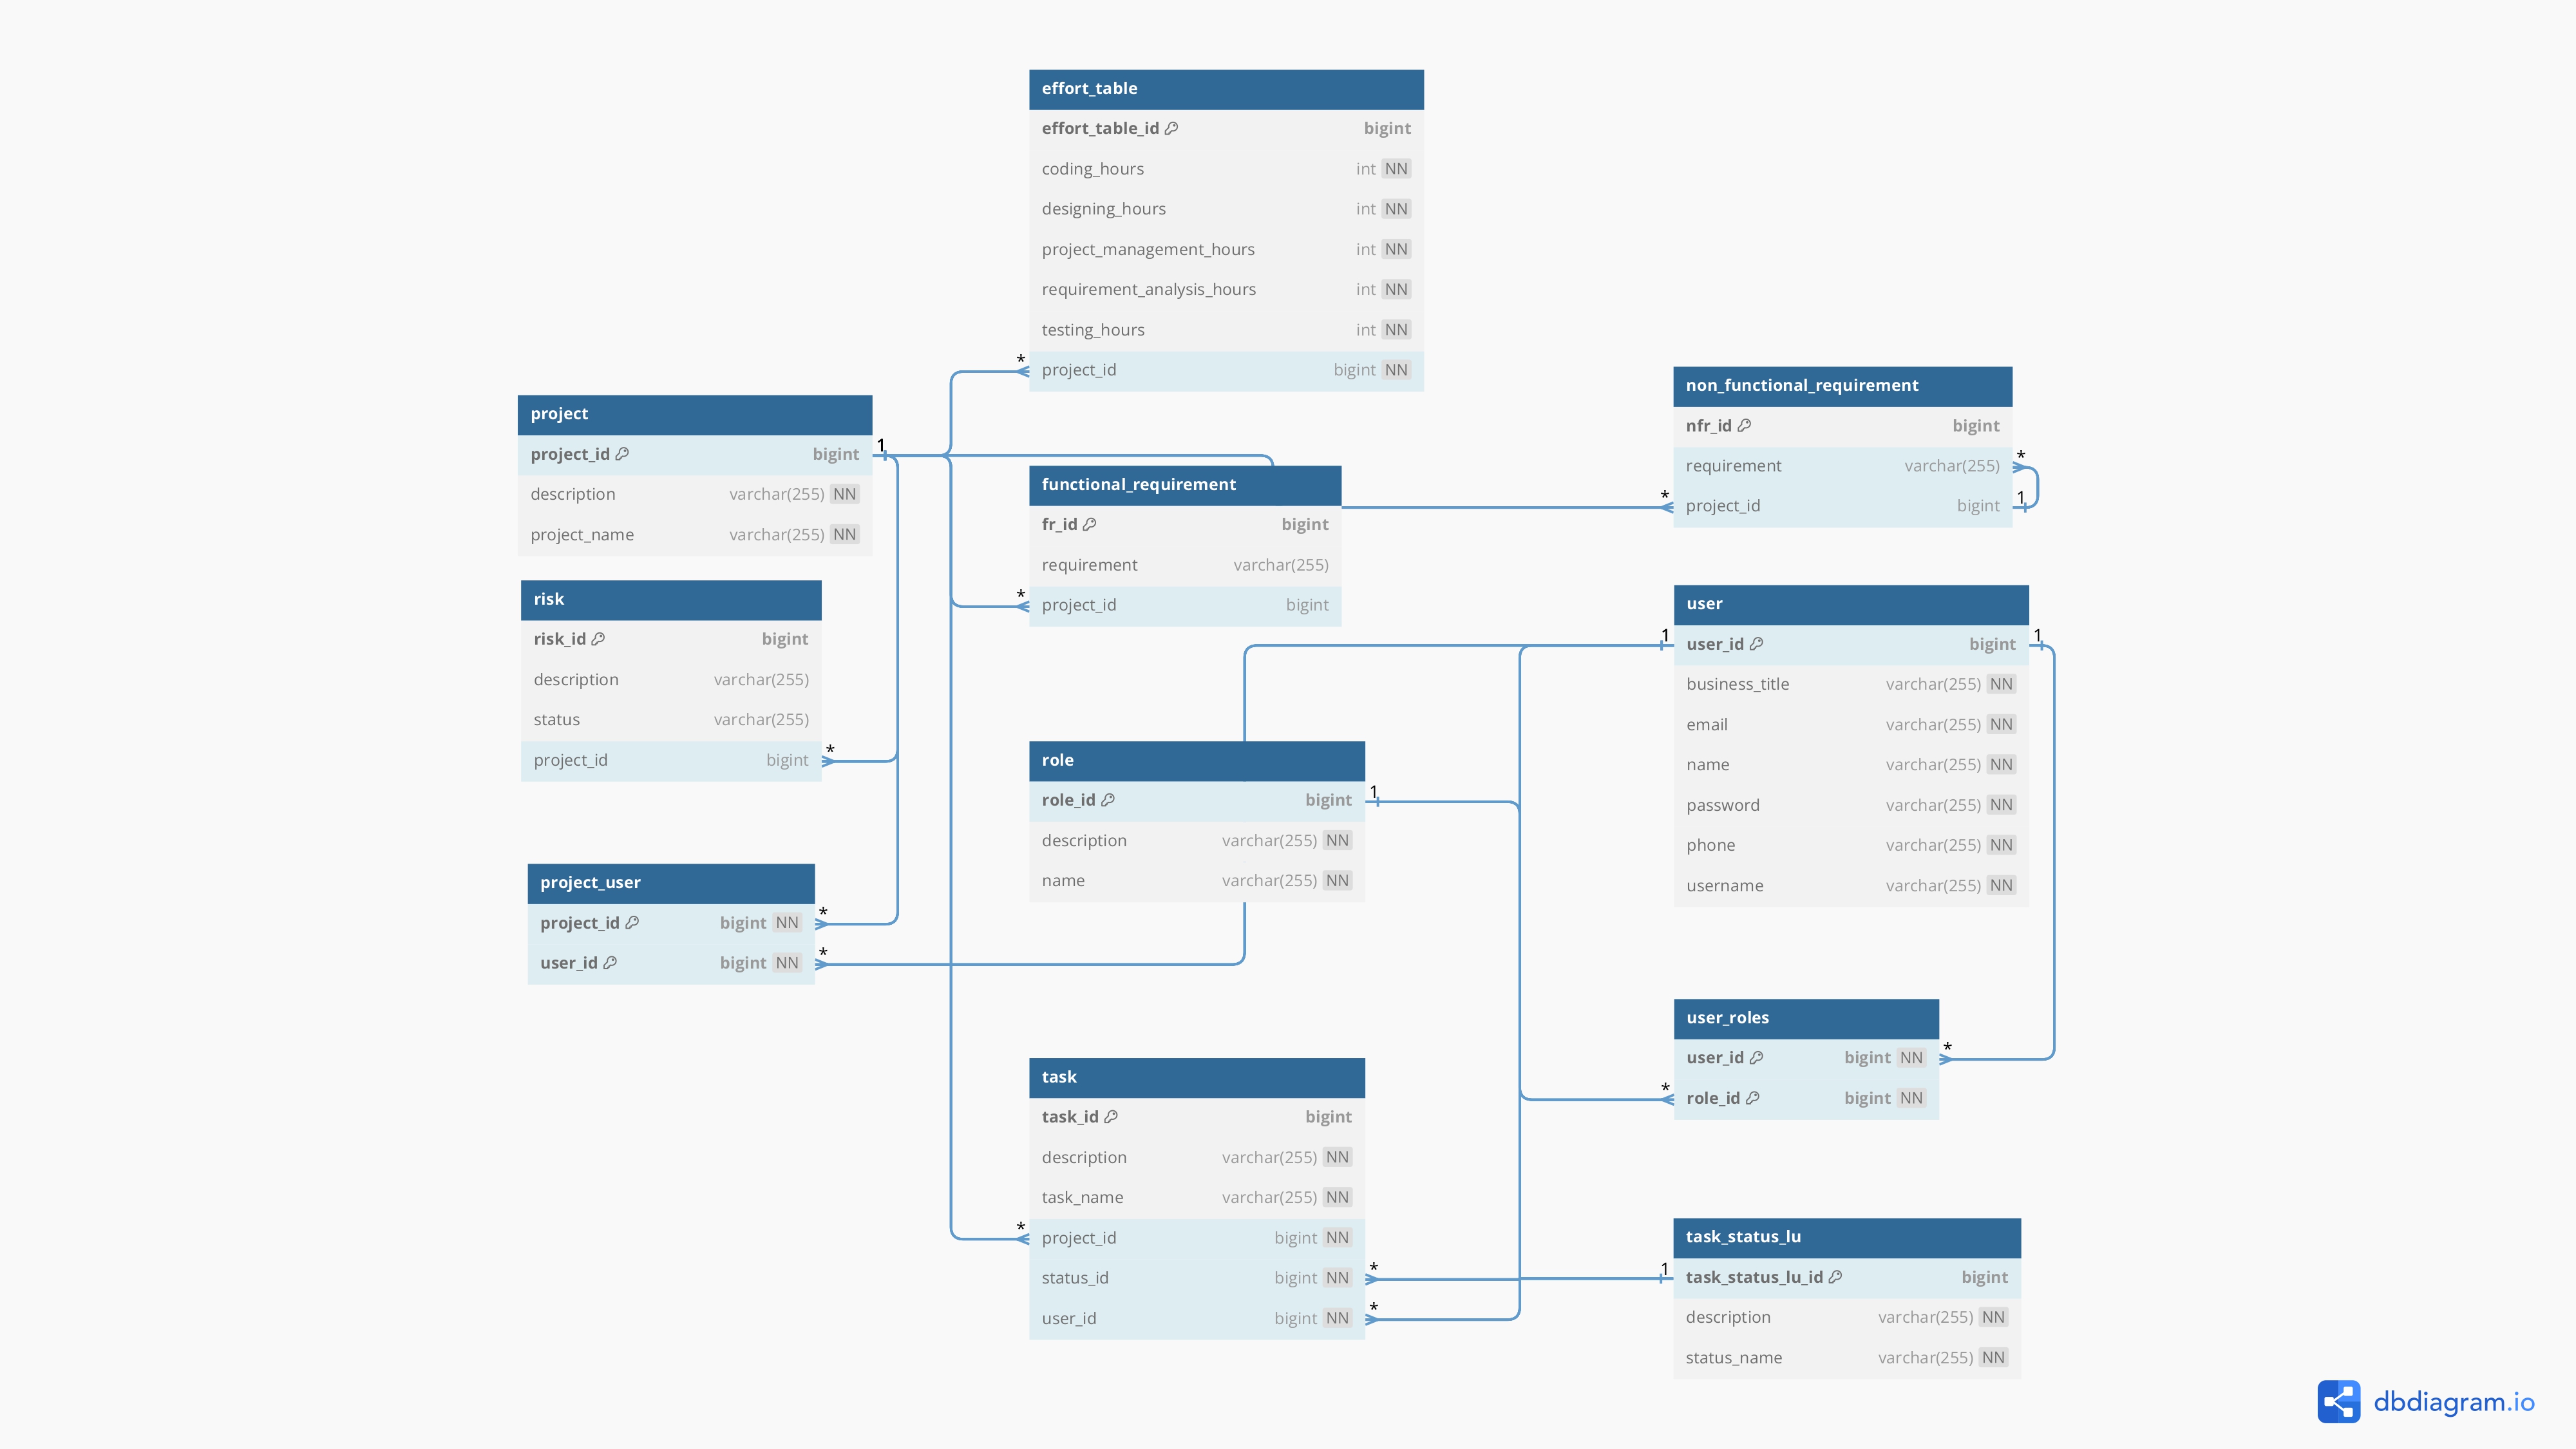 effort_table
effort_table_id bigint
coding_hours int NN
designing_hours int NN
project_management_hours int NN
requirement_analysis_hours int NN
testing_hours int NN
* project_id bigint NN
project
project_id bigint 1
description varchar(255) NN
project_name varchar(255) NN
non_functional_requirement
nfr_id bigint
requirement varchar(255) *
* project_id bigint 1
functional_requirement
fr_id bigint
requirement varchar(255)
* project_id bigint
risk
risk_id bigint
description varchar(255)
status varchar(255)
project_id bigint *
user
1 user_id bigint 1
business_title varchar(255) NN
email varchar(255) NN
name varchar(255) NN
password varchar(255) NN
phone varchar(255) NN
username varchar(255) NN
role
role_id bigint 1
description varchar(255) NN
name varchar(255) NN
project_user
project_id bigint NN *
user_id bigint NN *
user_roles
user_id bigint NN *
* role_id bigint NN
task
task_id bigint
description varchar(255) NN
task_name varchar(255) NN
* project_id bigint NN
status_id bigint NN *
user_id bigint NN *
task_status_lu
1 task_status_lu_id bigint
description varchar(255) NN
status_name varchar(255) NN
dbdiagram.io